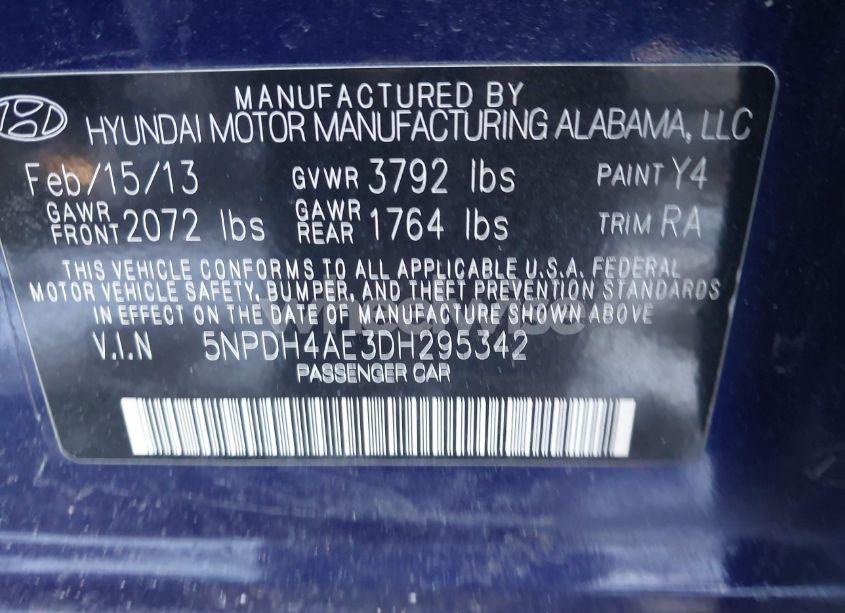 MANUFACTURED BY
HYUNDAI MOTOR MANUFACTURING ALABAMA, LLC
Feb/15/13 GVWR 3792 lbs PAINT Y4
GAWR FRONT 2072 lbs GAWR REAR 1764 lbs TRIM RA
THIS VEHICLE CONFORMS TO ALL APPLICABLE U.S.A. FEDERAL
MOTOR VEHICLE SAFETY, BUMPER, AND THEFT PREVENTION STANDARDS
IN EFFECT ON THE DATE OF MANUFACTURE SHOWN ABOVE
V.I.N 5NPDH4AE3DH295342
PASSENGER CAR